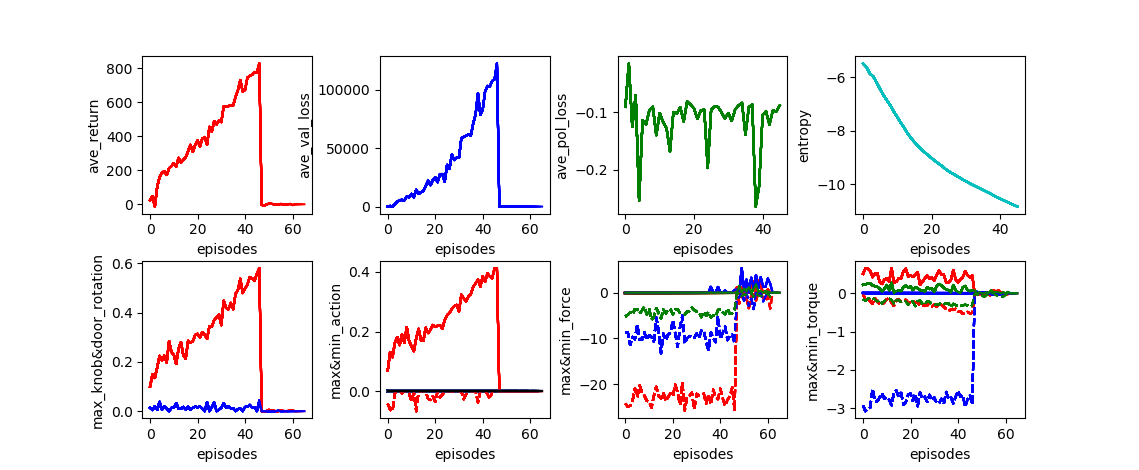 ave_return
800
600
400
200
0
0 20 40 60
episodes
ave_val_loss
100000
50000
0
0 20 40 60
episodes
ave_pol_loss
−0.1
−0.2
0 20 40
episodes
entropy
−6
−8
−10
0 20 40
episodes
max_knob&door_rotation
0.6
0.4
0.2
0.0
0 20 40 60
episodes
max&min_action
0.4
0.2
0.0
0 20 40 60
episodes
max&min_force
0
−10
−20
0 20 40 60
episodes
max&min_torque
0
−1
−2
−3
0 20 40 60
episodes